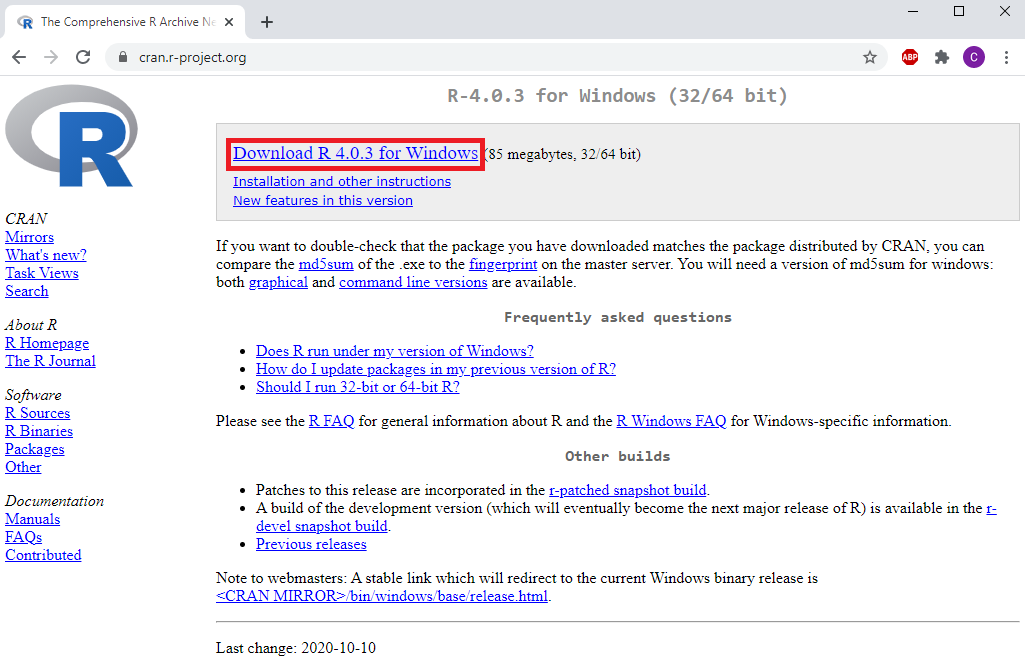 The Comprehensive R Archive Ne
cran.r-project.org
ABP
C
R
R-4.0.3 for Windows (32/64 bit)
Download R 4.0.3 for Windows (85 megabytes, 32/64 bit)
Installation and other instructions
New features in this version
CRAN
Mirrors
What's new?
Task Views
Search
About R
R Homepage
The R Journal
Software
R Sources
R Binaries
Packages
Other
Documentation
Manuals
FAQs
Contributed
If you want to double-check that the package you have downloaded matches the package distributed by CRAN, you can
compare the md5sum of the .exe to the fingerprint on the master server. You will need a version of md5sum for windows:
both graphical and command line versions are available.
Frequently asked questions
Does R run under my version of Windows?
How do I update packages in my previous version of R?
Should I run 32-bit or 64-bit R?
Please see the R FAQ for general information about R and the R Windows FAQ for Windows-specific information.
Other builds
Patches to this release are incorporated in the r-patched snapshot build.
A build of the development version (which will eventually become the next major release of R) is available in the r-
devel snapshot build.
Previous releases
Note to webmasters: A stable link which will redirect to the current Windows binary release is
<CRAN MIRROR>/bin/windows/base/release.html.
Last change: 2020-10-10